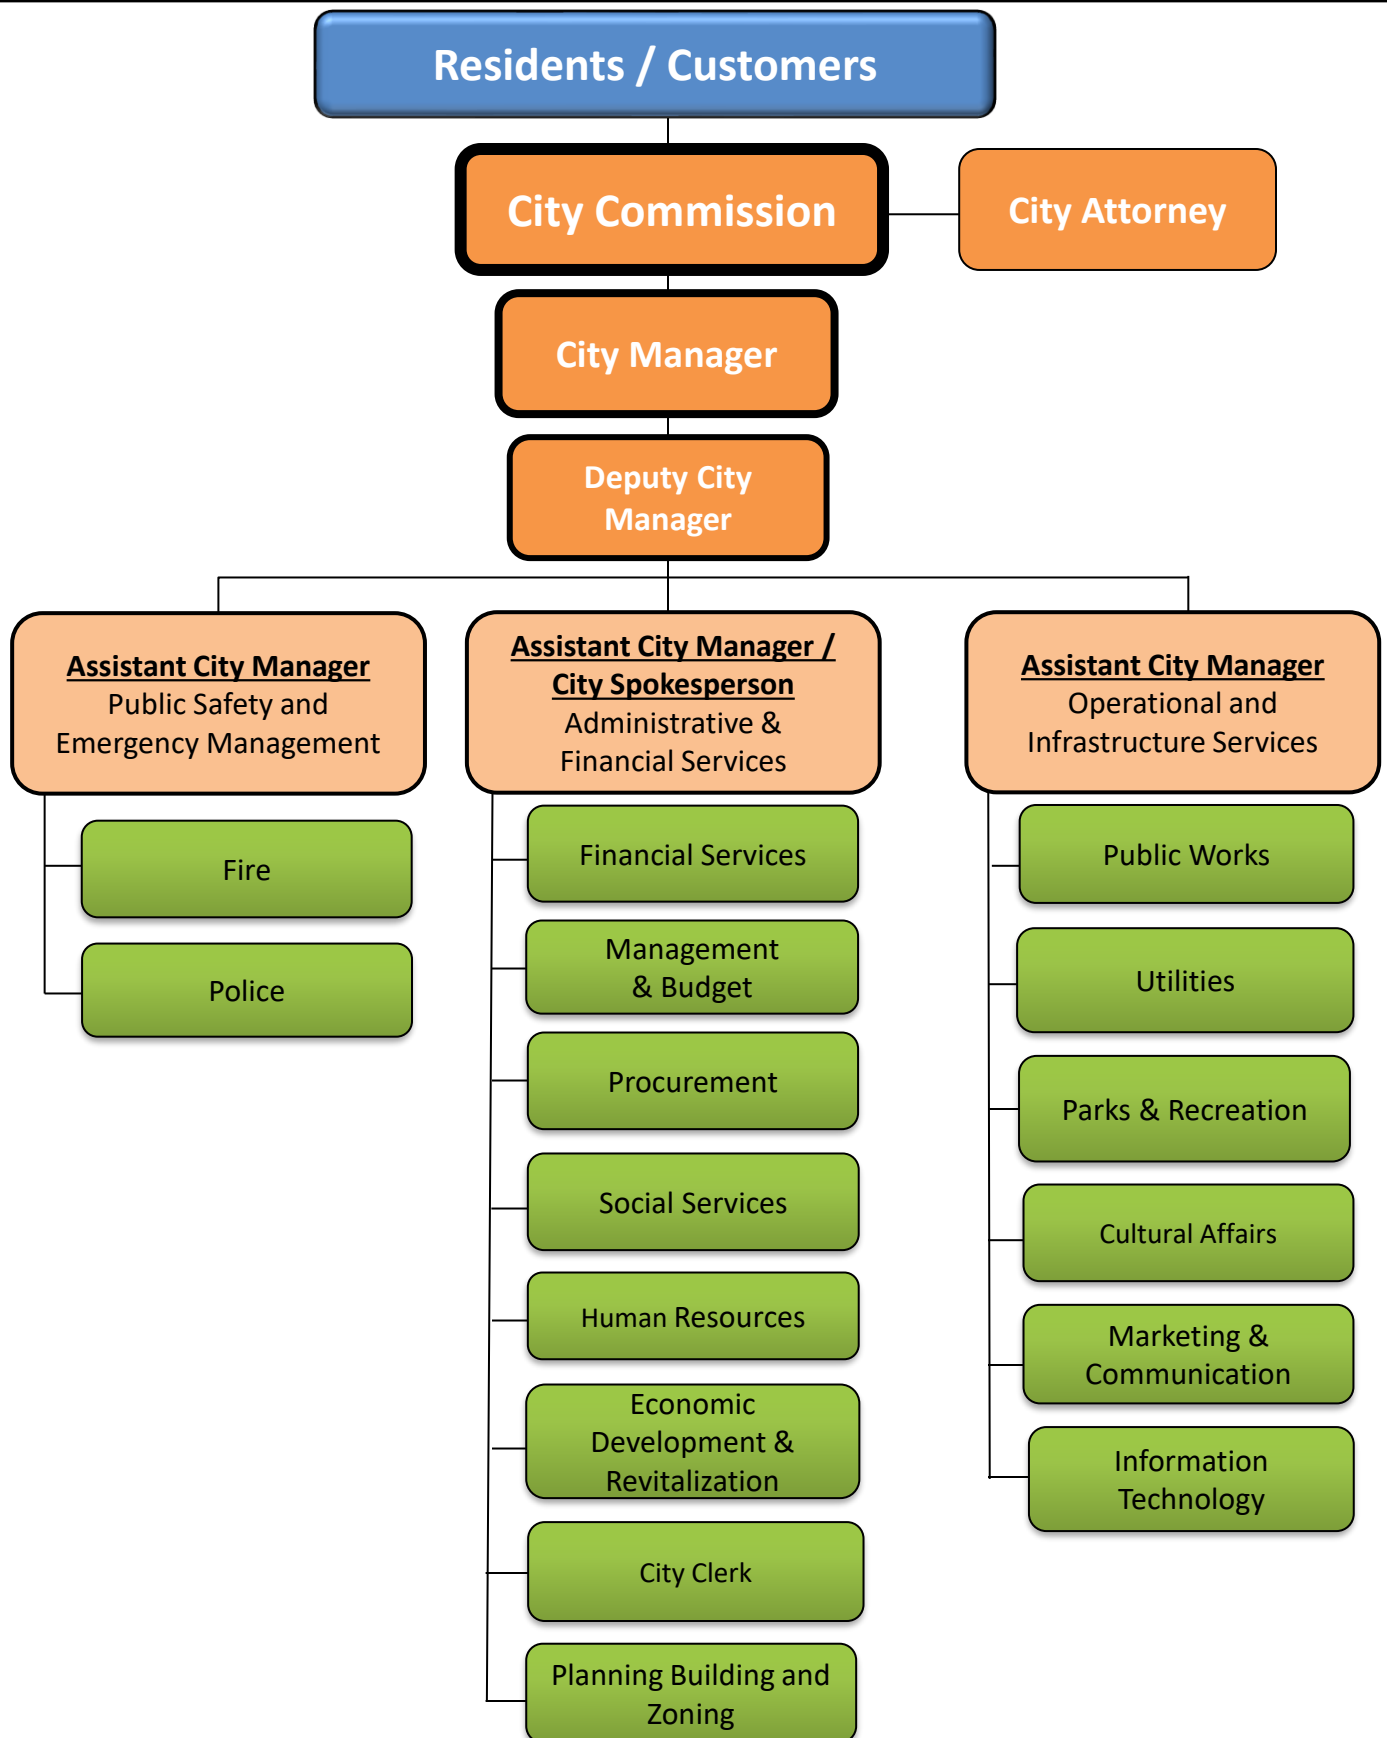 Residents / Customers
City Commission
City Attorney
City Manager
Deputy City
Manager
Assistant City Manager
Public Safety and
Emergency Management
Fire
Police
Assistant City Manager /
City Spokesperson
Administrative &
Financial Services
Financial Services
Management
& Budget
Procurement
Social Services
Human Resources
Economic
Development &
Revitalization
City Clerk
Planning Building and
Zoning
Assistant City Manager
Operational and
Infrastructure Services
Public Works
Utilities
Parks & Recreation
Cultural Affairs
Marketing &
Communication
Information
Technology